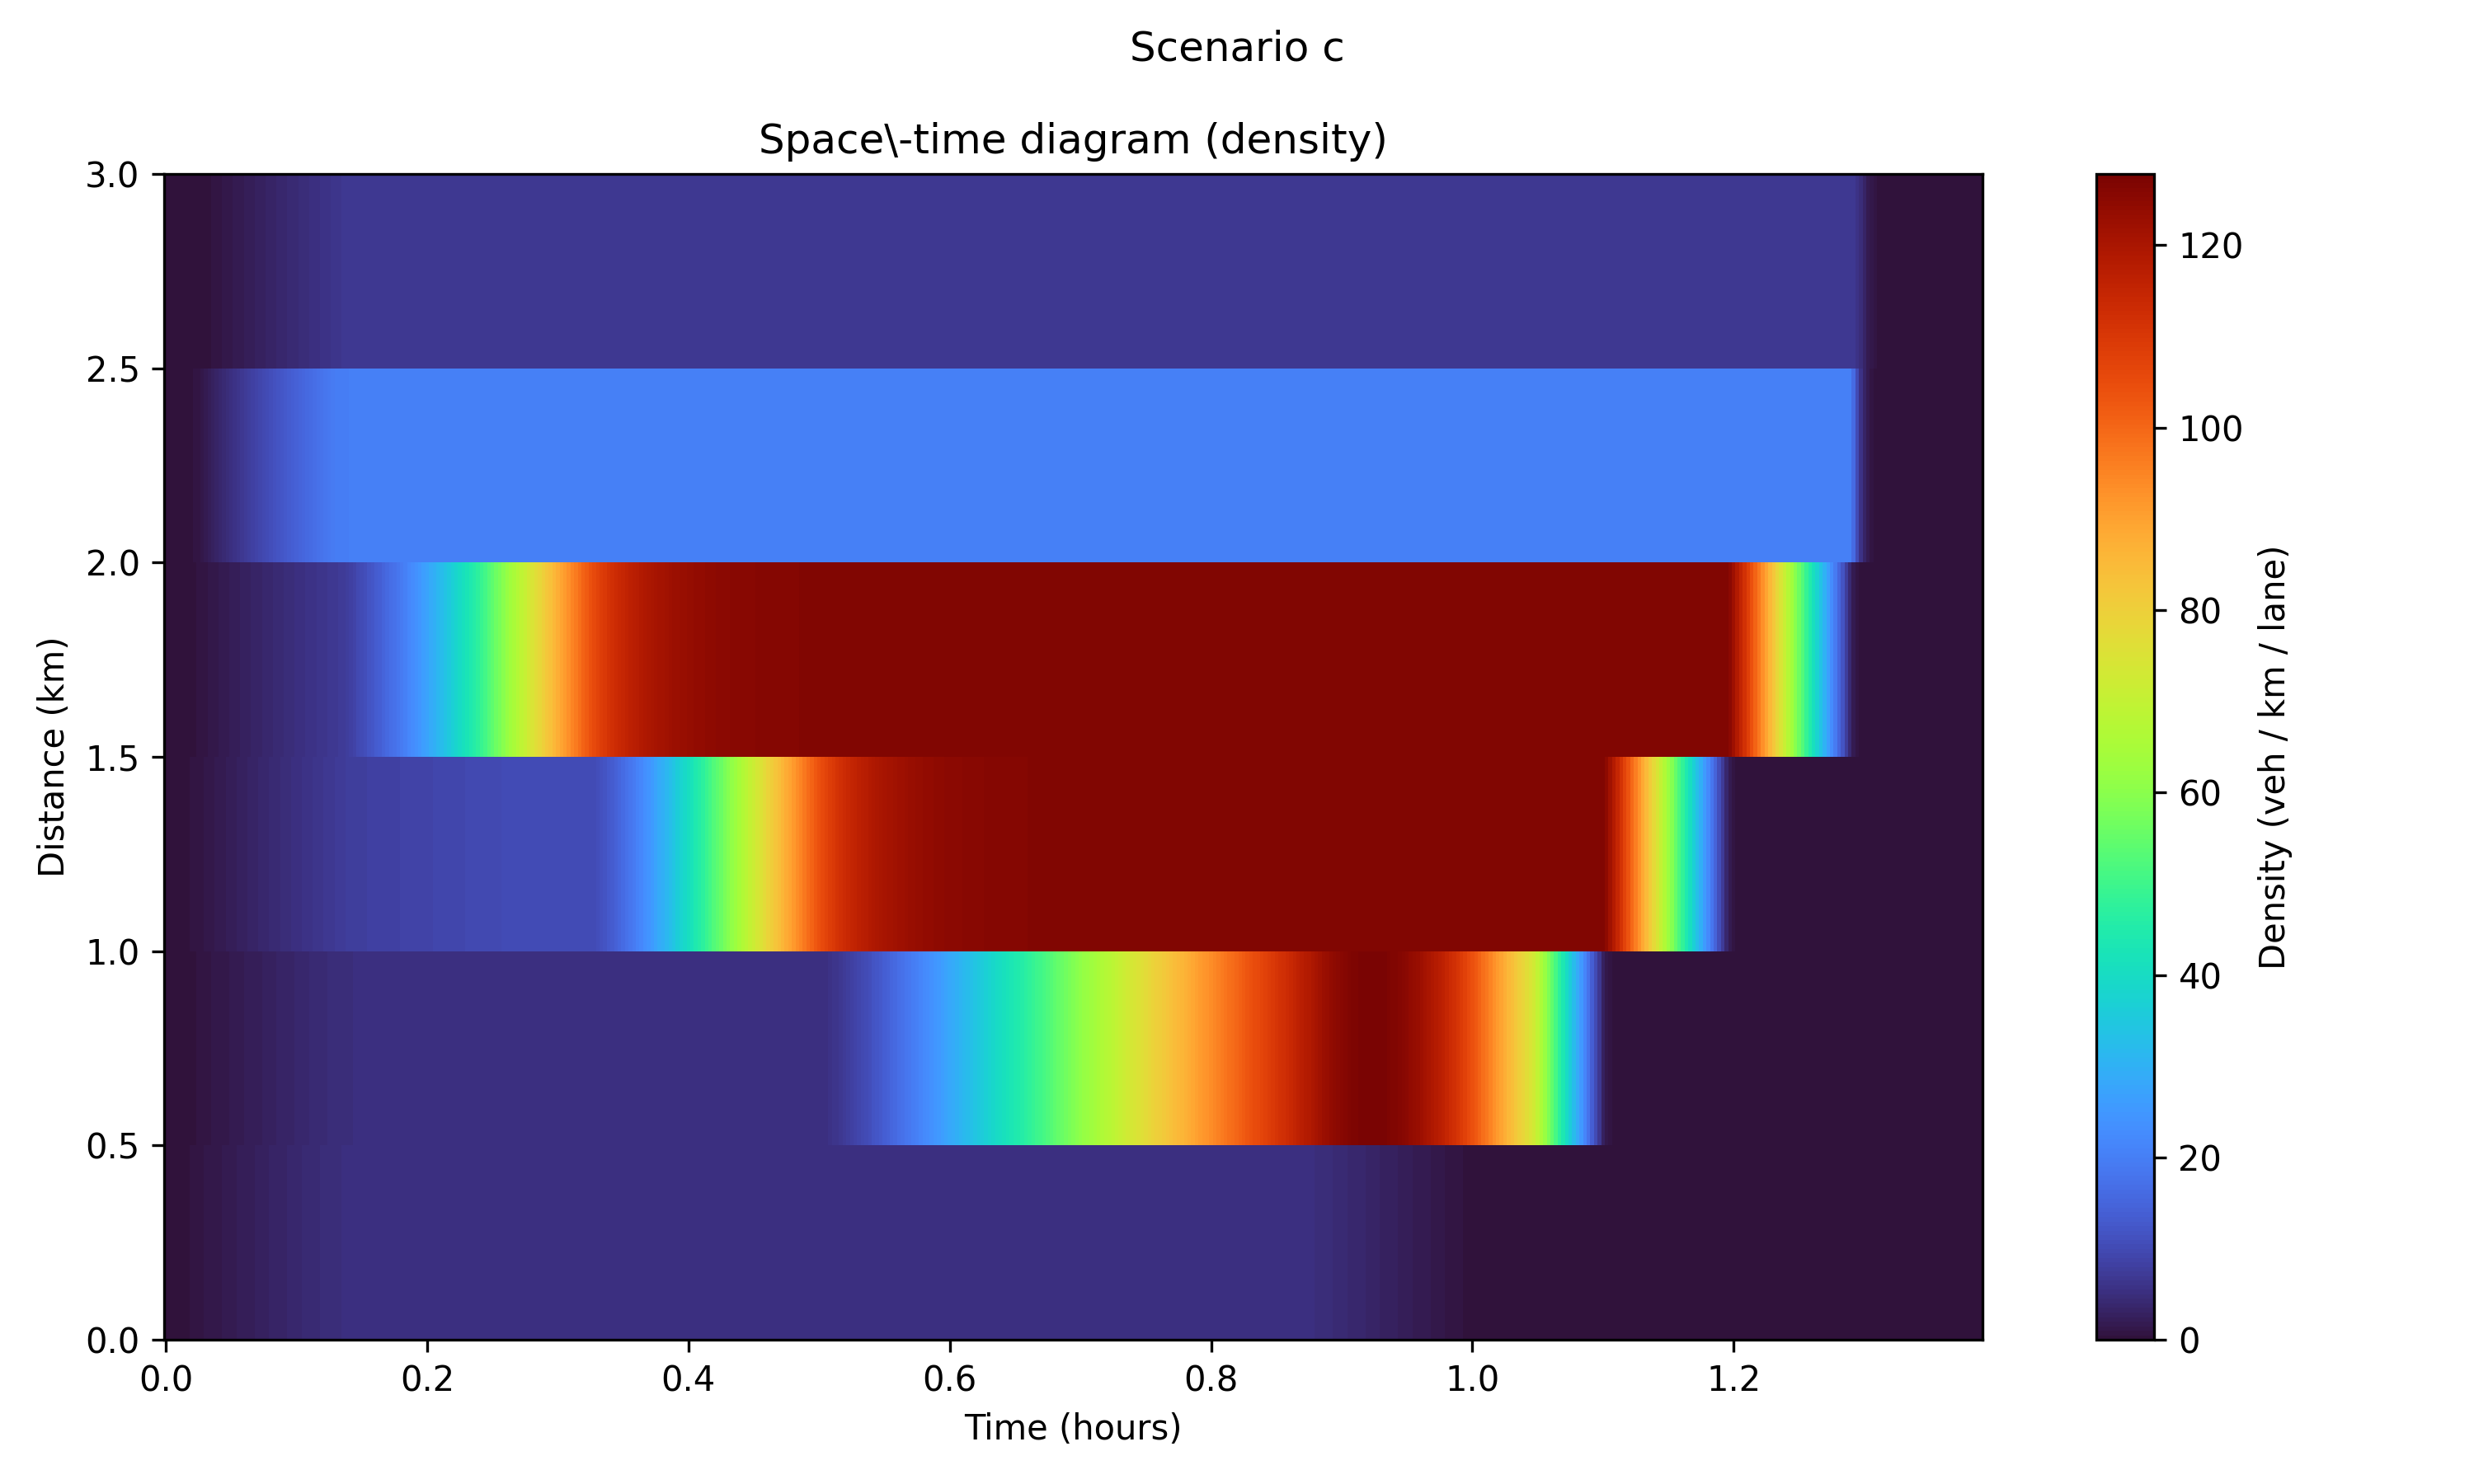 Scenario c
Space\-time diagram (density)
3.0
2.5
2.0
1.5
1.0
0.5
0.0
Distance (km)
0.0 0.2 0.4 0.6 0.8 1.0 1.2
Time (hours)
120
100
80
60
40
20
0
Density (veh / km / lane)